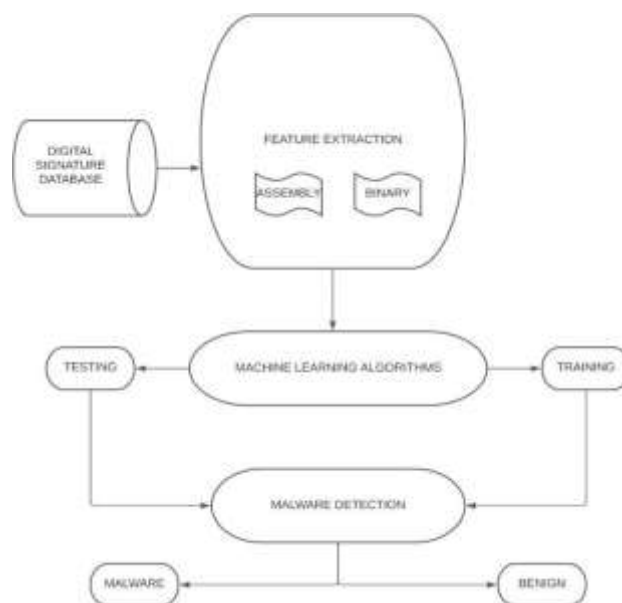 DIGITAL
SIGNATURE
DATABASE
FEATURE EXTRACTION
ASSEMBLY
BINARY
MACHINE LEARNING ALGORITHMS
TESTING
TRAINING
MALWARE DETECTION
MALWARE
BENIGN